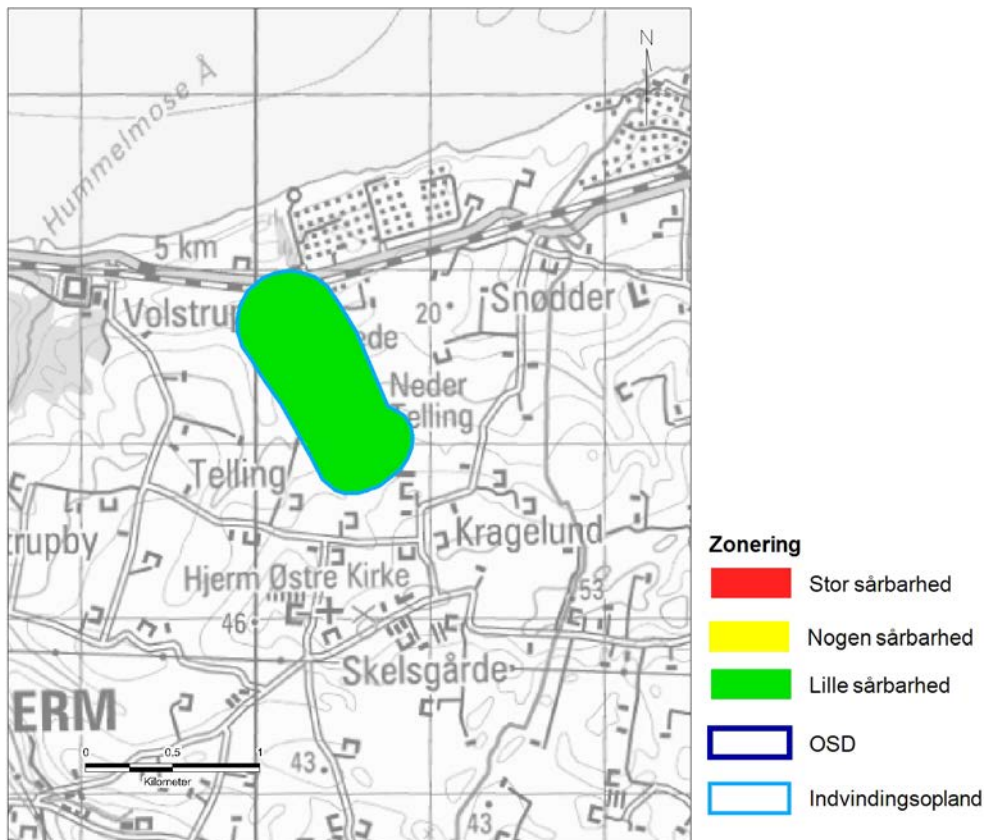 N
Hummelmose Å
5 km
Volstrup
Snødder
20
ede
Neder
Telling
Telling
Kragelund
trupby
Hjerm Østre Kirke
53
46
Skelsgårde
ERM
43
43
0 0.5 1
Kilometer
Zonering
Stor sårbarhed
Nogen sårbarhed
Lille sårbarhed
OSD
Indvindingsopland